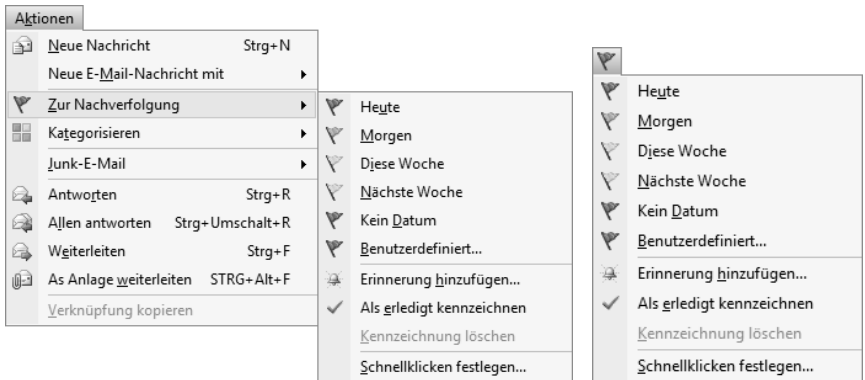 Aktionen
Neue Nachricht Strg+N
Neue E-Mail-Nachricht mit
Zur Nachverfolgung
Kategorisieren
Junk-E-Mail
Antworten Strg+R
Allen antworten Strg+Umschalt+R
Weiterleiten Strg+F
As Anlage weiterleiten STRG+Alt+F
Verknüpfung kopieren
Heute
Morgen
Diese Woche
Nächste Woche
Kein Datum
Benutzerdefiniert...
Erinnerung hinzufügen...
Als erledigt kennzeichnen
Kennzeichnung löschen
Schnellklicken festlegen...
Heute
Morgen
Diese Woche
Nächste Woche
Kein Datum
Benutzerdefiniert...
Erinnerung hinzufügen...
Als erledigt kennzeichnen
Kennzeichnung löschen
Schnellklicken festlegen...